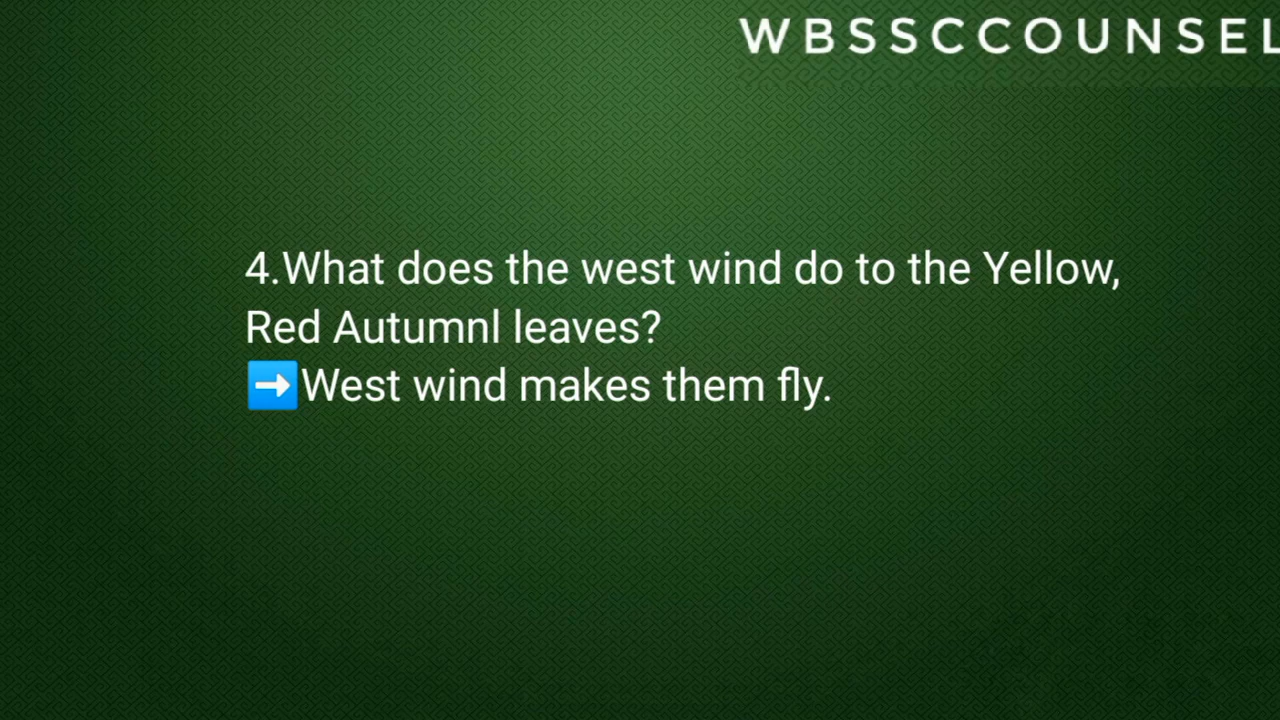 WBSSCCOUNSEL
4.What does the west wind do to the Yellow,
Red Autumnl leaves?
➡️West wind makes them fly.